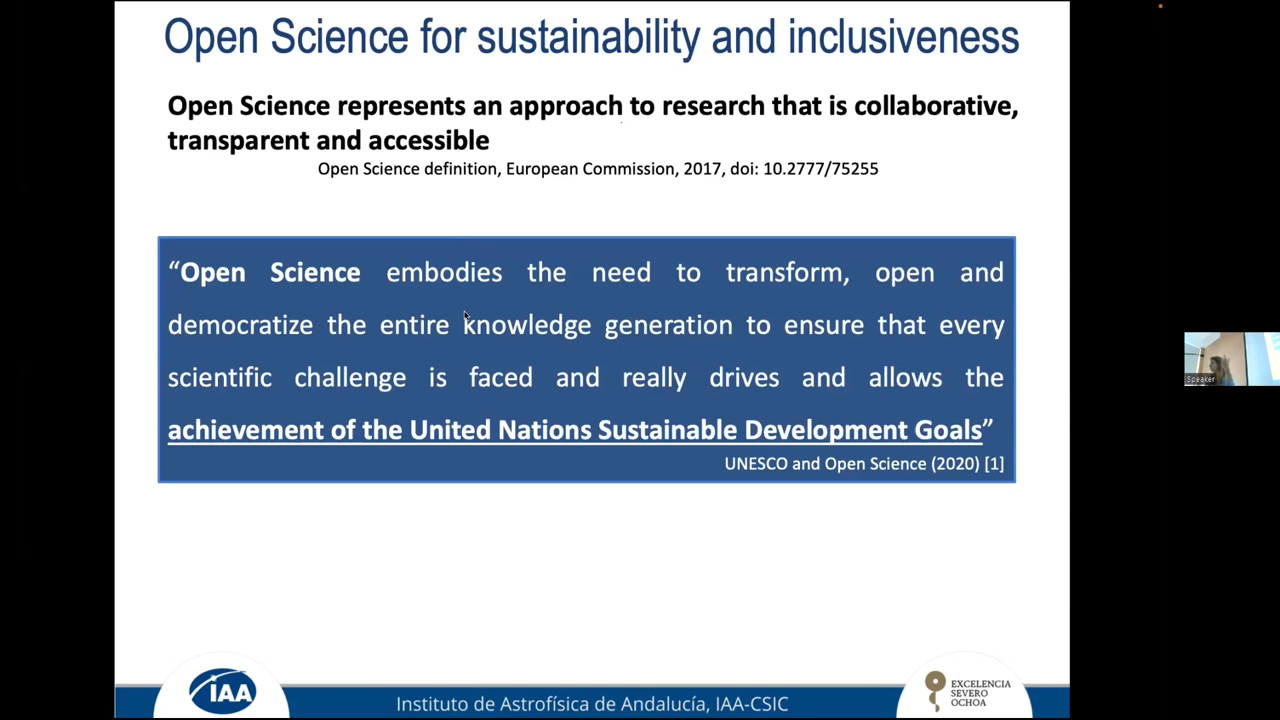 Open Science for sustainability and inclusiveness
Open Science represents an approach to research that is collaborative,
transparent and accessible
Open Science definition, European Commission, 2017, doi: 10.2777/75255
“Open Science embodies the need to transform, open and
democratize the entire knowledge generation to ensure that every
scientific challenge is faced and really drives and allows the
achievement of the United Nations Sustainable Development Goals”
UNESCO and Open Science (2020) [1]
Speaker
IAA
Instituto de Astrofísica de Andalucía, IAA-CSIC
EXCELENCIA
SEVERO
OCHOA